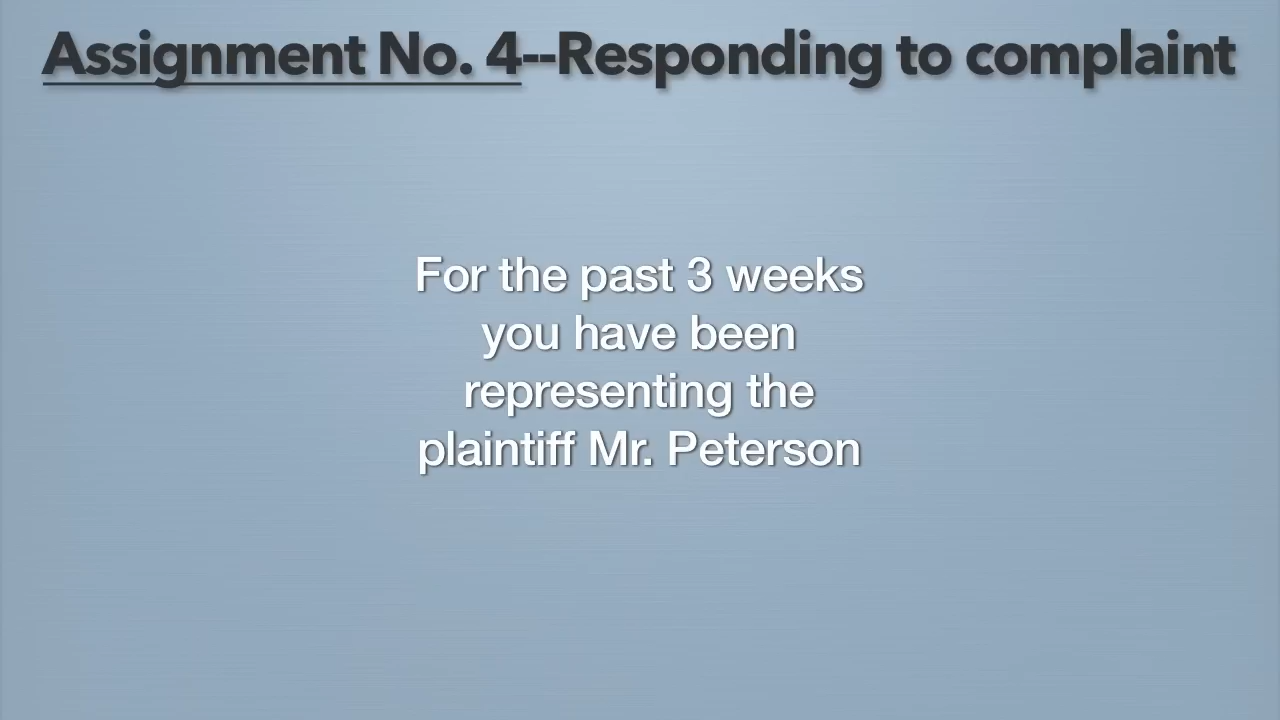 Assignment No. 4--Responding to complaint
For the past 3 weeks
you have been
representing the
plaintiff Mr. Peterson